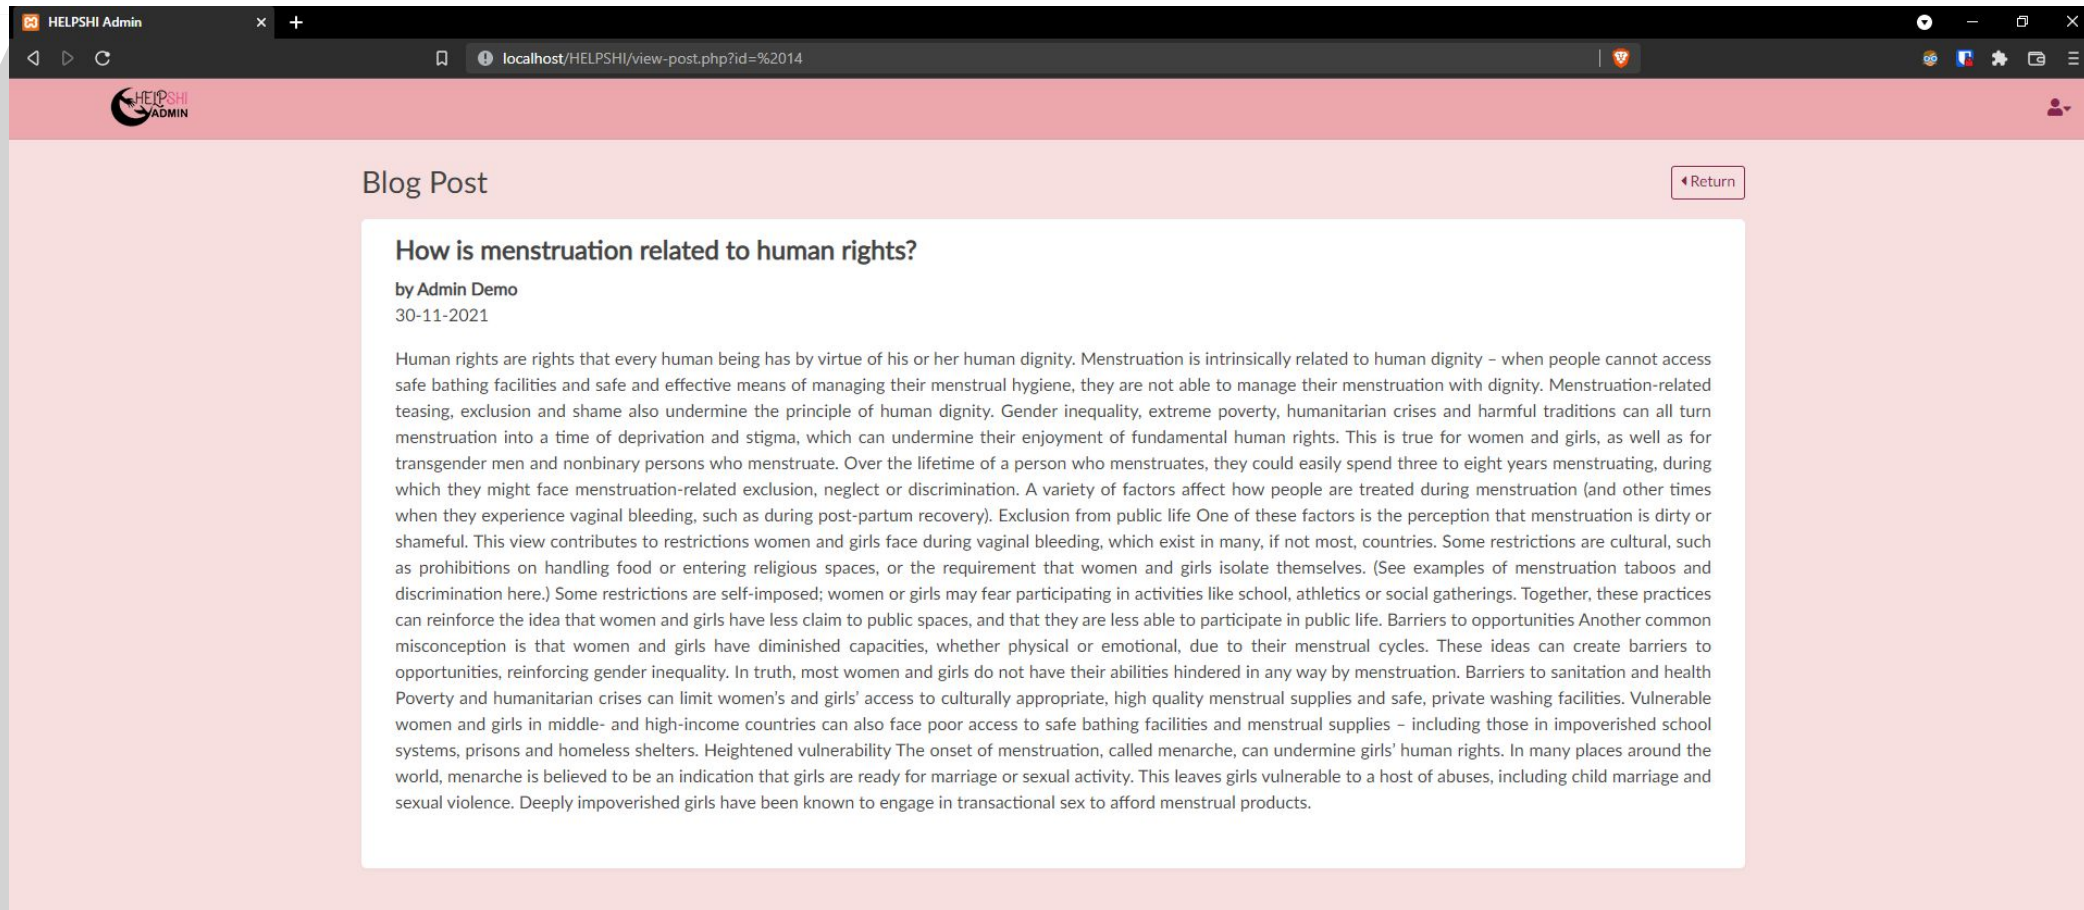 HELPSHI Admin
localhost/HELPSHI/view-post.php?id=%2014
HELPSHI
ADMIN
Blog Post
Return
How is menstruation related to human rights?
by Admin Demo
30-11-2021
Human rights are rights that every human being has by virtue of his or her human dignity. Menstruation is intrinsically related to human dignity – when people cannot access
safe bathing facilities and safe and effective means of managing their menstrual hygiene, they are not able to manage their menstruation with dignity. Menstruation-related
teasing, exclusion and shame also undermine the principle of human dignity. Gender inequality, extreme poverty, humanitarian crises and harmful traditions can all turn
menstruation into a time of deprivation and stigma, which can undermine their enjoyment of fundamental human rights. This is true for women and girls, as well as for
transgender men and nonbinary persons who menstruate. Over the lifetime of a person who menstruates, they could easily spend three to eight years menstruating, during
which they might face menstruation-related exclusion, neglect or discrimination. A variety of factors affect how people are treated during menstruation (and other times
when they experience vaginal bleeding, such as during post-partum recovery). Exclusion from public life One of these factors is the perception that menstruation is dirty or
shameful. This view contributes to restrictions women and girls face during vaginal bleeding, which exist in many, if not most, countries. Some restrictions are cultural, such
as prohibitions on handling food or entering religious spaces, or the requirement that women and girls isolate themselves. (See examples of menstruation taboos and
discrimination here.) Some restrictions are self-imposed; women or girls may fear participating in activities like school, athletics or social gatherings. Together, these practices
can reinforce the idea that women and girls have less claim to public spaces, and that they are less able to participate in public life. Barriers to opportunities Another common
misconception is that women and girls have diminished capacities, whether physical or emotional, due to their menstrual cycles. These ideas can create barriers to
opportunities, reinforcing gender inequality. In truth, most women and girls do not have their abilities hindered in any way by menstruation. Barriers to sanitation and health
Poverty and humanitarian crises can limit women's and girls' access to culturally appropriate, high quality menstrual supplies and safe, private washing facilities. Vulnerable
women and girls in middle- and high-income countries can also face poor access to safe bathing facilities and menstrual supplies – including those in impoverished school
systems, prisons and homeless shelters. Heightened vulnerability The onset of menstruation, called menarche, can undermine girls' human rights. In many places around the
world, menarche is believed to be an indication that girls are ready for marriage or sexual activity. This leaves girls vulnerable to a host of abuses, including child marriage and
sexual violence. Deeply impoverished girls have been known to engage in transactional sex to afford menstrual products.